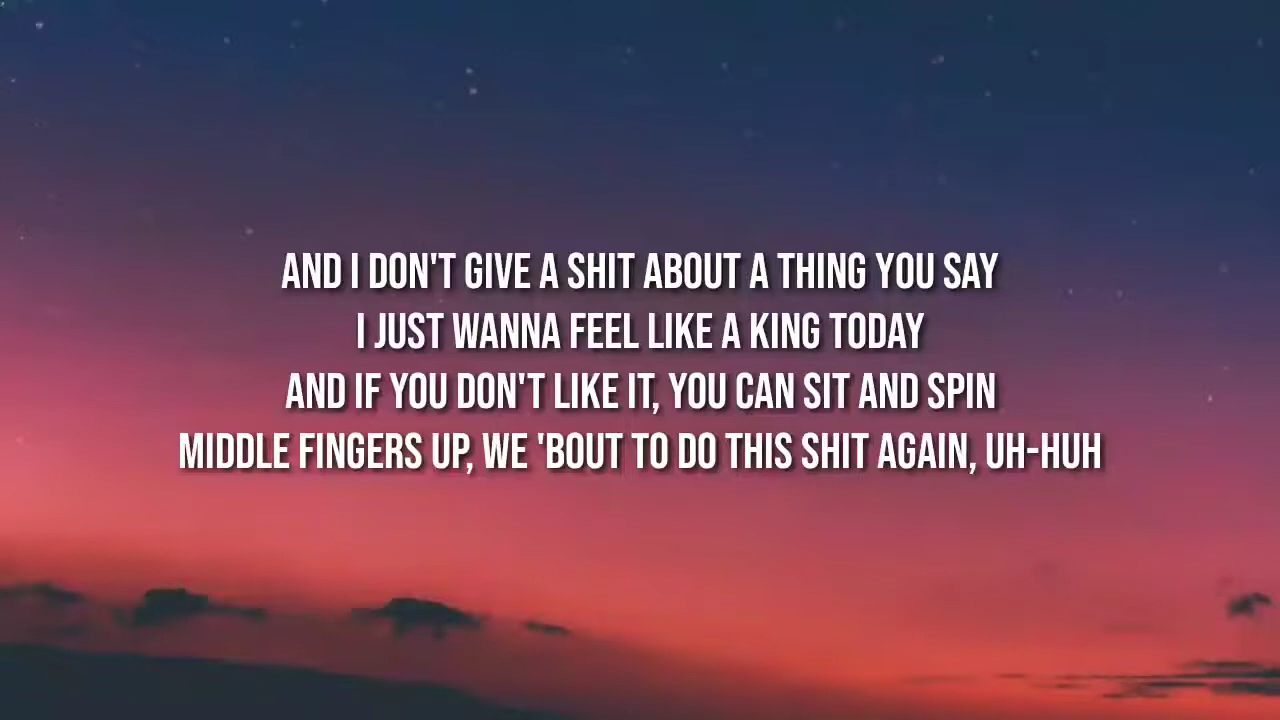 AND I DON'T GIVE A SHIT ABOUT A THING YOU SAY
I JUST WANNA FEEL LIKE A KING TODAY
AND IF YOU DON'T LIKE IT, YOU CAN SIT AND SPIN
MIDDLE FINGERS UP, WE 'BOUT TO DO THIS SHIT AGAIN, UH-HUH